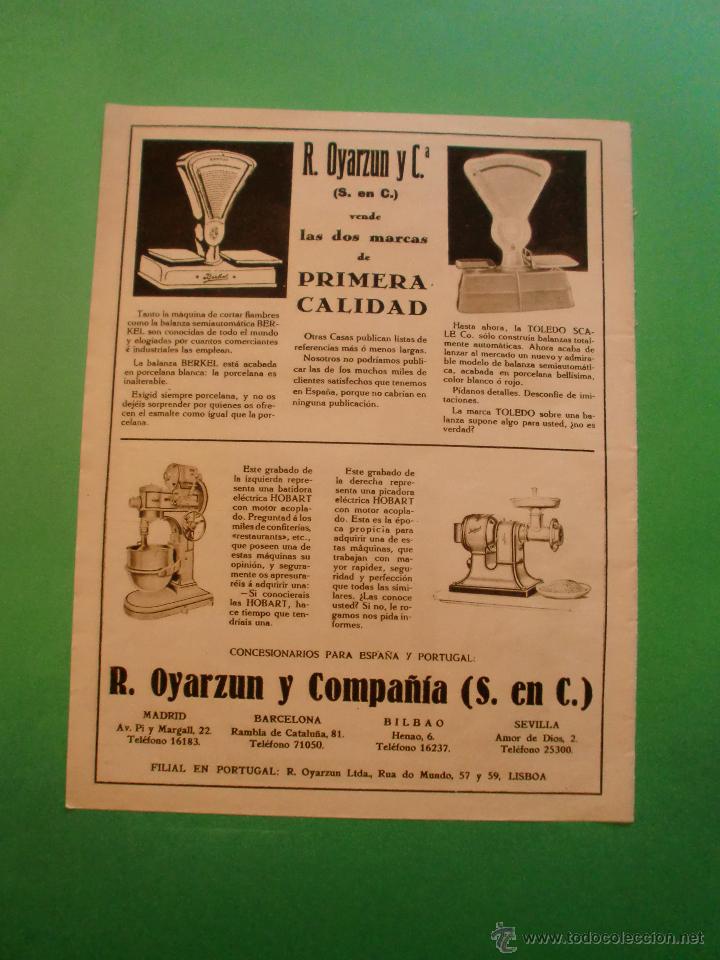 R. Oyarzun y C.ª
(S. en C.)
vende
las dos marcas
de
PRIMERA
CALIDAD
Berkel
Tanto la máquina de cortar fiambres
como la balanza semiautomática BER-
KEL son conocidas de todo el mundo
y elogiadas por cuantos comerciantes
é industriales las emplean.
La balanza BERKEL está acabada
en porcelana blanca: la porcelana es
inalterable.
Exigid siempre porcelana, y no os
dejéis sorprender por quienes os ofre-
cen el esmalte como igual que la por-
celana.
Otras Casas publican listas de
referencias más ó menos largas.
Nosotros no podríamos publi-
car las de los muchos miles de
clientes satisfechos que tenemos
en España, porque no cabrían en
ninguna publicación.
Hasta ahora, la TOLEDO SCA-
LE Co. sólo construía balanzas total-
mente automáticas. Ahora acaba de
lanzar al mercado un nuevo y admira-
ble modelo de balanza semiautomáti-
ca, acabada en porcelana bellísima,
color blanco ó rojo.
Pídanos detalles. Desconfíe de imi-
taciones.
La marca TOLEDO sobre una ba-
lanza supone algo para usted, ¿no es
verdad?
Este grabado de
la izquierda repre-
senta una batidora
eléctrica HOBART
con motor acopla-
do. Preguntad á los
miles de confiterías,
«restaurants», etc.,
que poseen una de
estas máquinas su
opinión, y segura-
mente os apresura-
réis á adquirir una:
—Si conocierais
las HOBART, ha-
ce tiempo que ten-
dríais una.
Este grabado de
la derecha repre-
senta una picadora
eléctrica HOBART
con motor acopla-
do. Esta es la épo-
ca propicia para
adquirir una de es-
tas máquinas, que
trabajan con ma-
yor rapidez, segu-
ridad y perfección
que todas las simi-
lares. ¿Las conoce
usted? Si no, le ro-
gamos nos pida in-
formes.
CONCESIONARIOS PARA ESPAÑA Y PORTUGAL:
R. Oyarzun y Compañía (S. en C.)
MADRID
Av. Pi y Margall, 22.
Teléfono 16183.
BARCELONA
Rambla de Cataluña, 81.
Teléfono 71050.
BILBAO
Henao, 6.
Teléfono 16237.
SEVILLA
Amor de Dios, 2.
Teléfono 25300.
FILIAL EN PORTUGAL: R. Oyarzun Ltda., Rua do Mundo, 57 y 59, LISBOA
www.todocoleccion.net